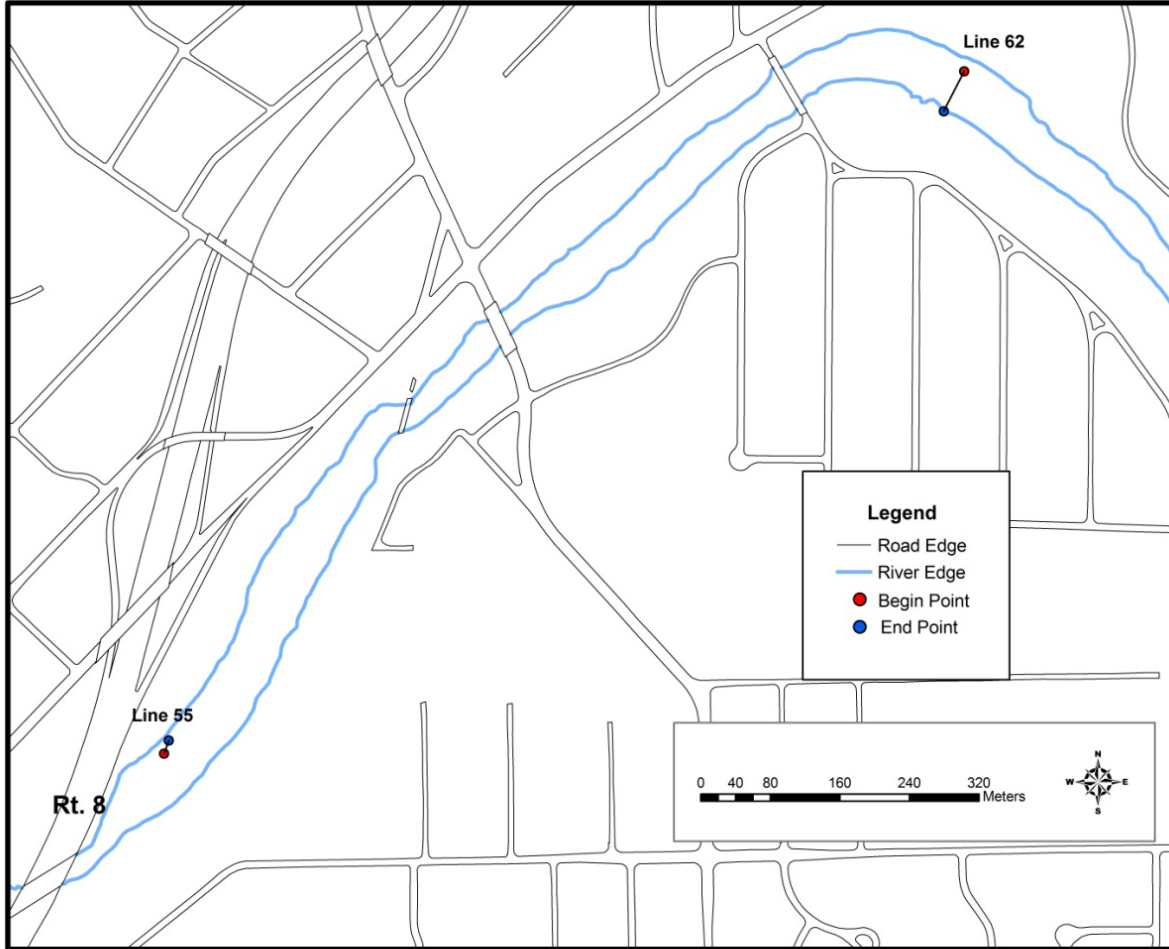 Line 62
Line 55
Rt. 8
Legend
Road Edge
River Edge
Begin Point
End Point
0 40 80 160 240 320
Meters
N
W E
S